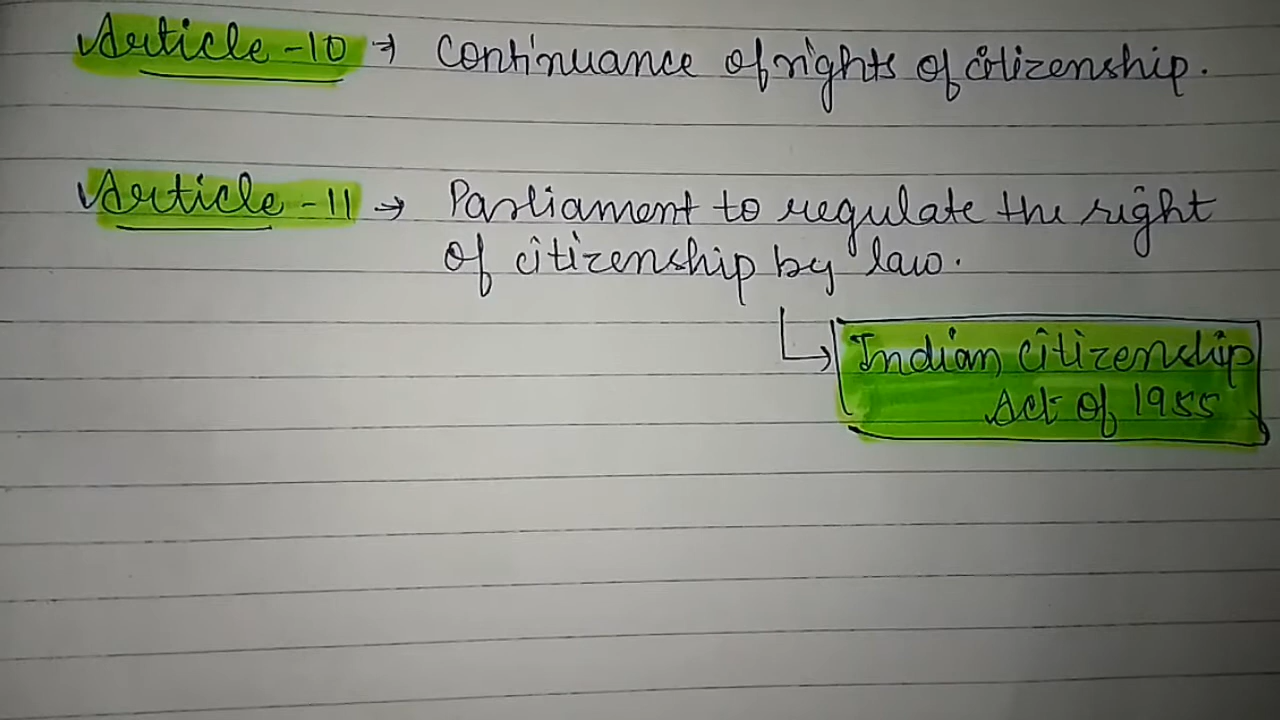 Article -10 → Continuance of rights of citizenship.
Article -11 → Parliament to regulate the right
of citizenship by law.
Indian citizenship
Act of 1955